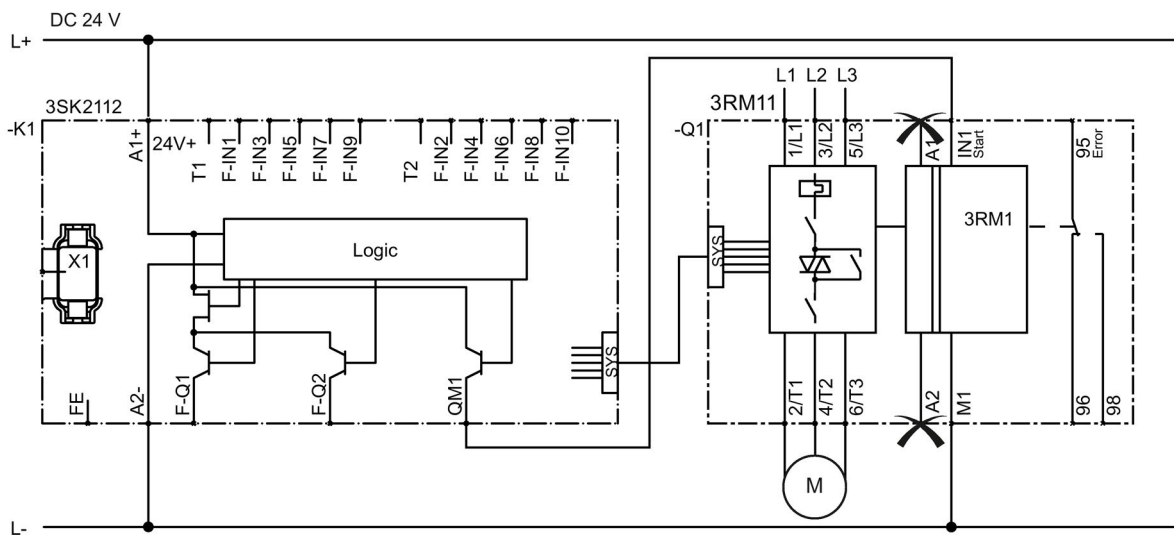 DC 24 V
L+
3SK2112
-K1
A1+
24V+
T1
F-IN1
F-IN3
F-IN5
F-IN7
F-IN9
T2
F-IN2
F-IN4
F-IN6
F-IN8
F-IN10
L1 L2 L3
3RM11
-Q1
1/L1
3/L2
5/L3
A1
IN1
Start
95
Error
X1
Logic
SYS
SYS
3RM1
FE
A2-
F-Q1
F-Q2
QM1
2/T1
4/T2
6/T3
A2
M1
96
98
M
L-